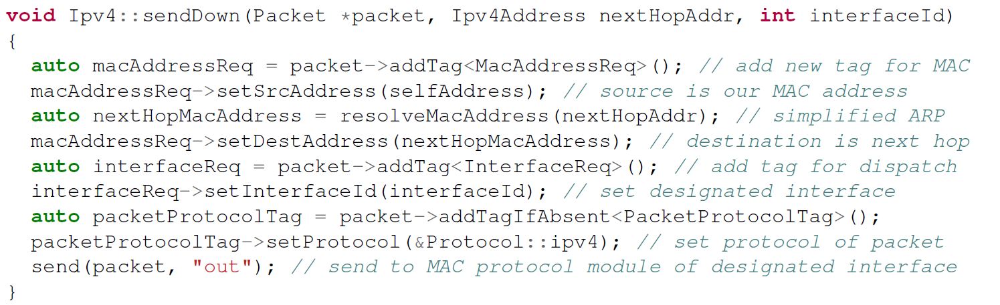 void Ipv4::sendDown(Packet *packet, Ipv4Address nextHopAddr, int interfaceId)
{
  auto macAddressReq = packet->addTag<MacAddressReq>(); // add new tag for MAC
  macAddressReq->setSrcAddress(selfAddress); // source is our MAC address
  auto nextHopMacAddress = resolveMacAddress(nextHopAddr); // simplified ARP
  macAddressReq->setDestAddress(nextHopMacAddress); // destination is next hop
  auto interfaceReq = packet->addTag<InterfaceReq>(); // add tag for dispatch
  interfaceReq->setInterfaceId(interfaceId); // set designated interface
  auto packetProtocolTag = packet->addTagIfAbsent<PacketProtocolTag>();
  packetProtocolTag->setProtocol(&Protocol::ipv4); // set protocol of packet
  send(packet, "out"); // send to MAC protocol module of designated interface
}